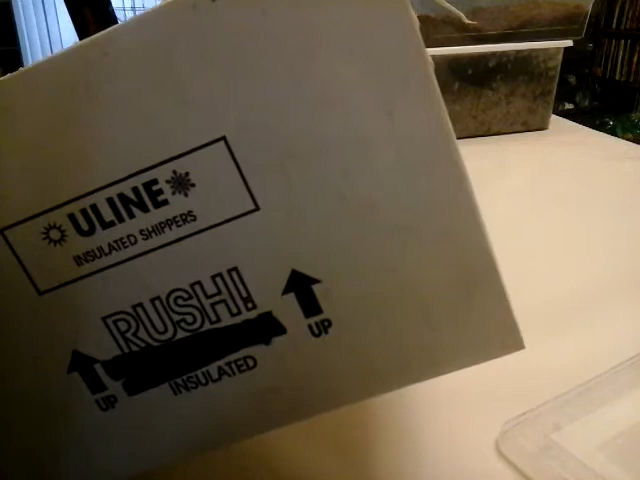 ULINE
INSULATED SHIPPERS
RUSH!
UP
INSULATED
UP